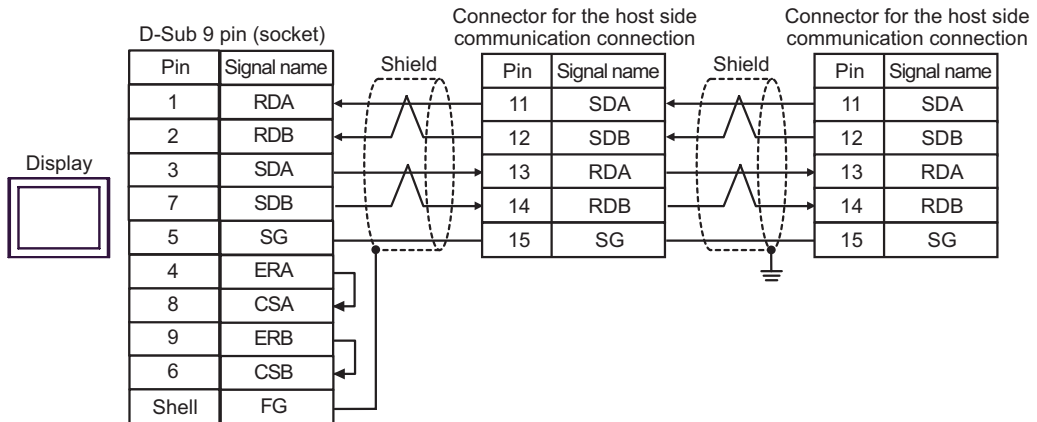 Connector for the host side communication connection
Connector for the host side communication connection
D-Sub 9 pin (socket)
Pin Signal name Shield Pin Signal name Shield Pin Signal name
1 RDA 11 SDA 11 SDA
2 RDB 12 SDB 12 SDB
Display
3 SDA 13 RDA 13 RDA
7 SDB 14 RDB 14 RDB
5 SG 15 SG 15 SG
4 ERA
8 CSA
9 ERB
6 CSB
Shell FG